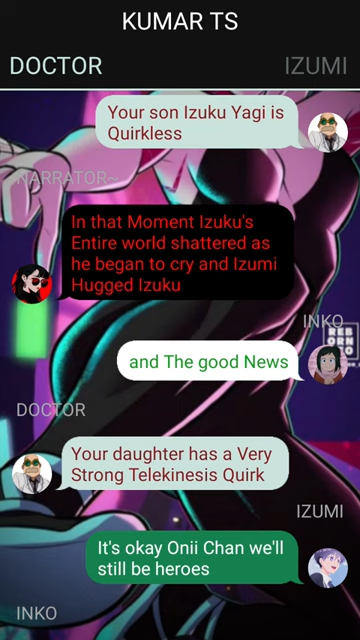 KUMAR TS
DOCTOR
IZUMI
Your son Izuku Yagi is
Quirkless
NARRATOR~
In that Moment Izuku's
Entire world shattered as
he began to cry and Izumi
Hugged Izuku
INKO
and The good News
DOCTOR
Your daughter has a Very
Strong Telekinesis Quirk
IZUMI
It's okay Onii Chan we'll
still be heroes
INKO